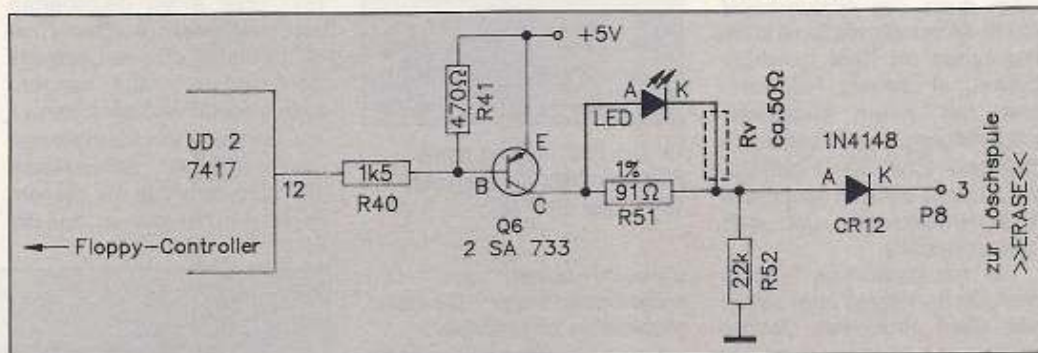 +5V
470Ω
R41
UD 2
7417
12
1k5
R40
B
E
C
Q6
2 SA 733
A
K
LED
1%
91Ω
R51
Rv
ca.50Ω
22k
R52
1N4148
A
K
CR12
3
P8
zur Löschspule
>>ERASE<<
Floppy-Controller